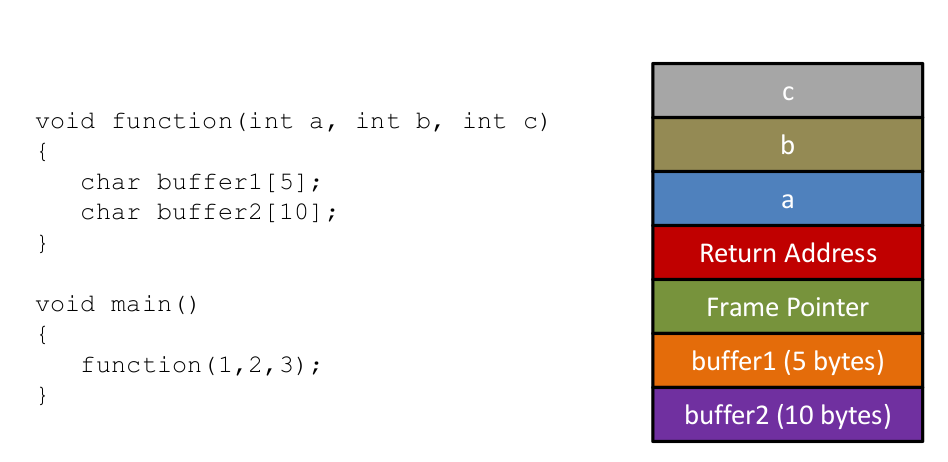 void function(int a, int b, int c)
{
char buffer1[5];
char buffer2[10];
}
void main()
{
function(1,2,3);
}
c
b
a
Return Address
Frame Pointer
buffer1 (5 bytes)
buffer2 (10 bytes)